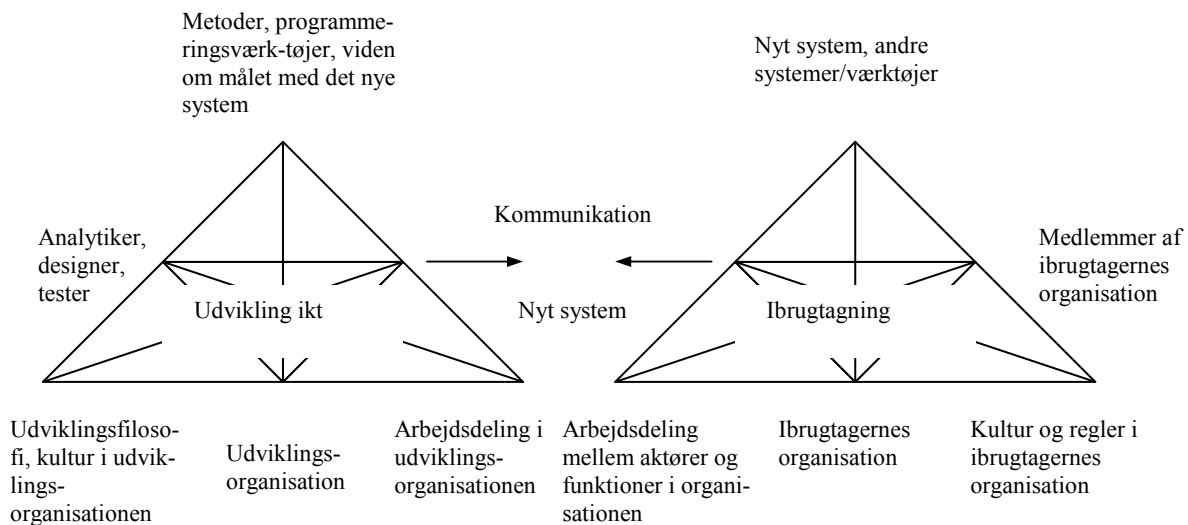 Metoder, programme-
ringsværk-tøjer, viden
om målet med det nye
system
Nyt system, andre
systemer/værktøjer
Analytiker,
designer,
tester
Kommunikation
Medlemmer af
ibrugtagernes
organisation
Udvikling ikt
Nyt system
Ibrugtagning
Udviklingsfiloso-
fi, kultur i udvik-
lings-
organisationen
Udviklings-
organisation
Arbejdsdeling i
udviklings-
organisationen
Arbejdsdeling
mellem aktører og
funktioner i organi-
sationen
Ibrugtagernes
organisation
Kultur og regler i
ibrugtagernes
organisation